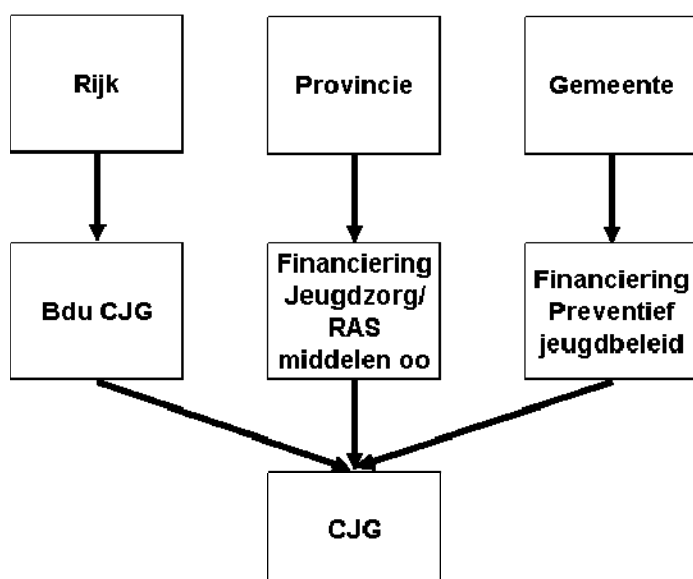 Rijk
Provincie
Gemeente
Bdu CJG
Financiering
Jeugdzorg/
RAS
middelen oo
Financiering
Preventief
jeugdbeleid
CJG